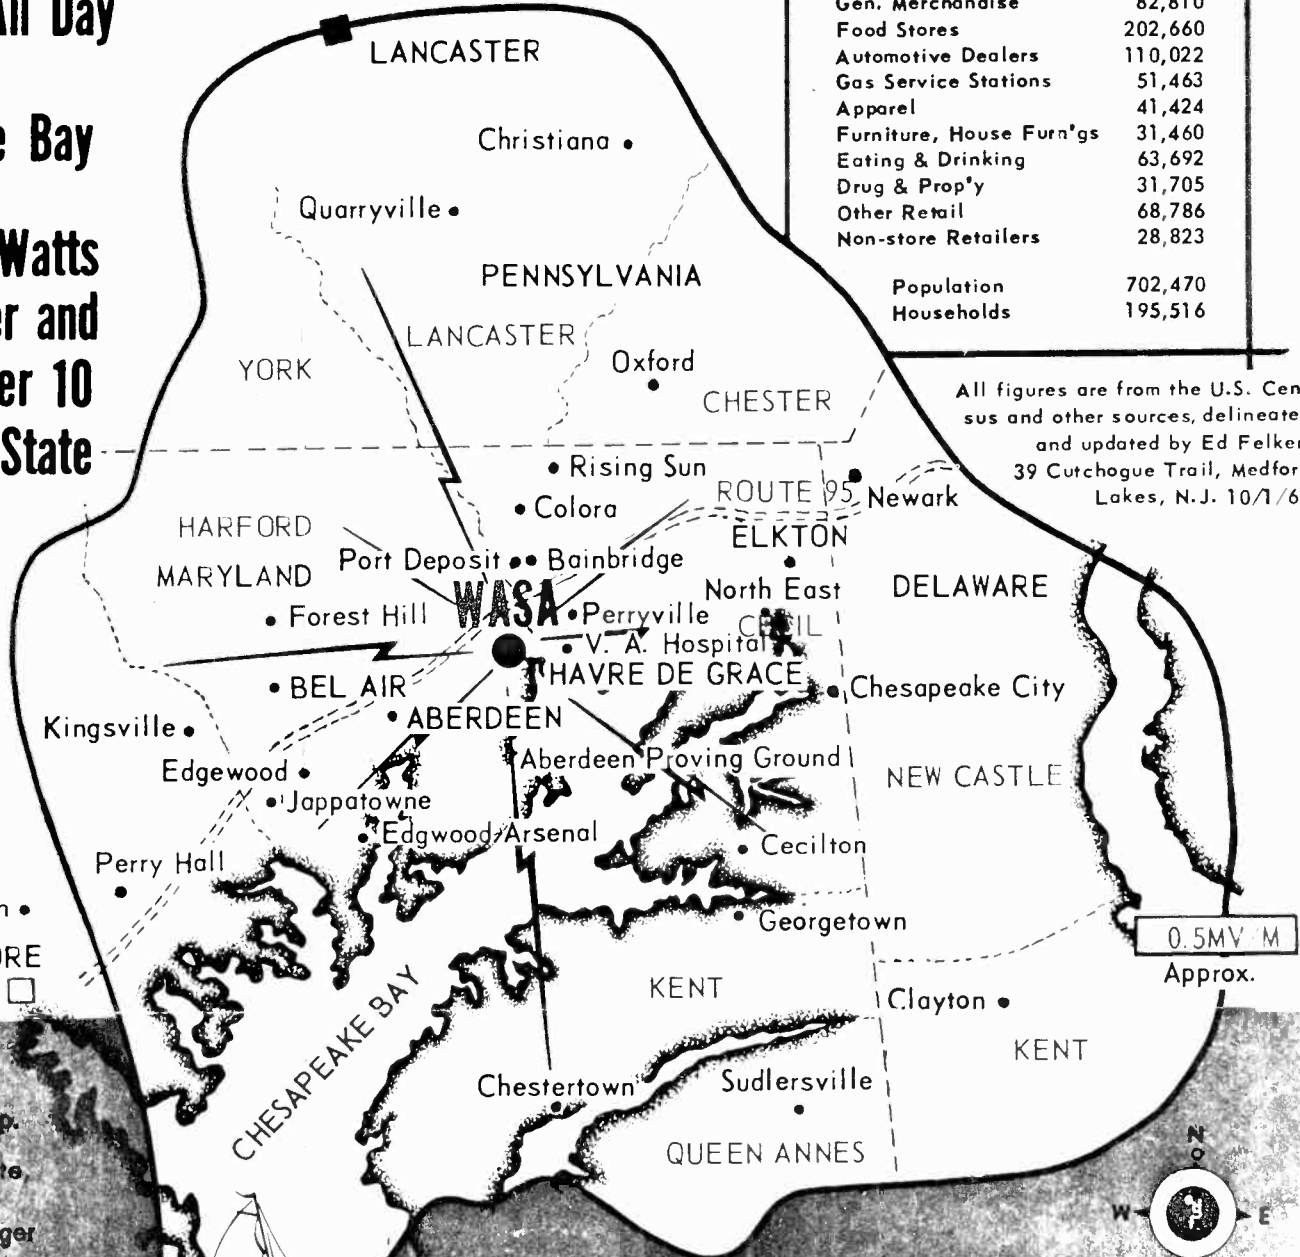 All Day
Bay
Watts
and
10
State
Gen. Merchandise 82,810
Food Stores 202,660
Automotive Dealers 110,022
Gas Service Stations 51,463
Apparel 41,424
Furniture, House Furn'gs 31,460
Eating & Drinking 63,692
Drug & Prop'y 31,705
Other Retail 68,786
Non-store Retailers 28,823
Population 702,470
Households 195,516
All figures are from the U.S. Cen
sus and other sources, delineate
and updated by Ed Felker
39 Cutchogue Trail, Medfor
Lakes, N.J. 10/1/6
LANCASTER
Christiana
Quarryville
PENNSYLVANIA
LANCASTER
YORK
Oxford
CHESTER
Rising Sun
ROUTE 95
Newark
Colora
HARFORD
ELKTON
Port Deposit
Bainbridge
MARYLAND
North East
DELAWARE
WASA
Forest Hill
Perryville
CECIL
V. A. Hospital
HAVRE DE GRACE
BEL AIR
Chesapeake City
ABERDEEN
Kingsville
Aberdeen Proving Ground
Edgewood
NEW CASTLE
Jappatowne
Edgwood Arsenal
Cecilton
Perry Hall
Georgetown
0.5MV/M
Approx.
KENT
Clayton
KENT
CHESAPEAKE BAY
Chestertown
Sudlersville
QUEEN ANNES
N
W
E